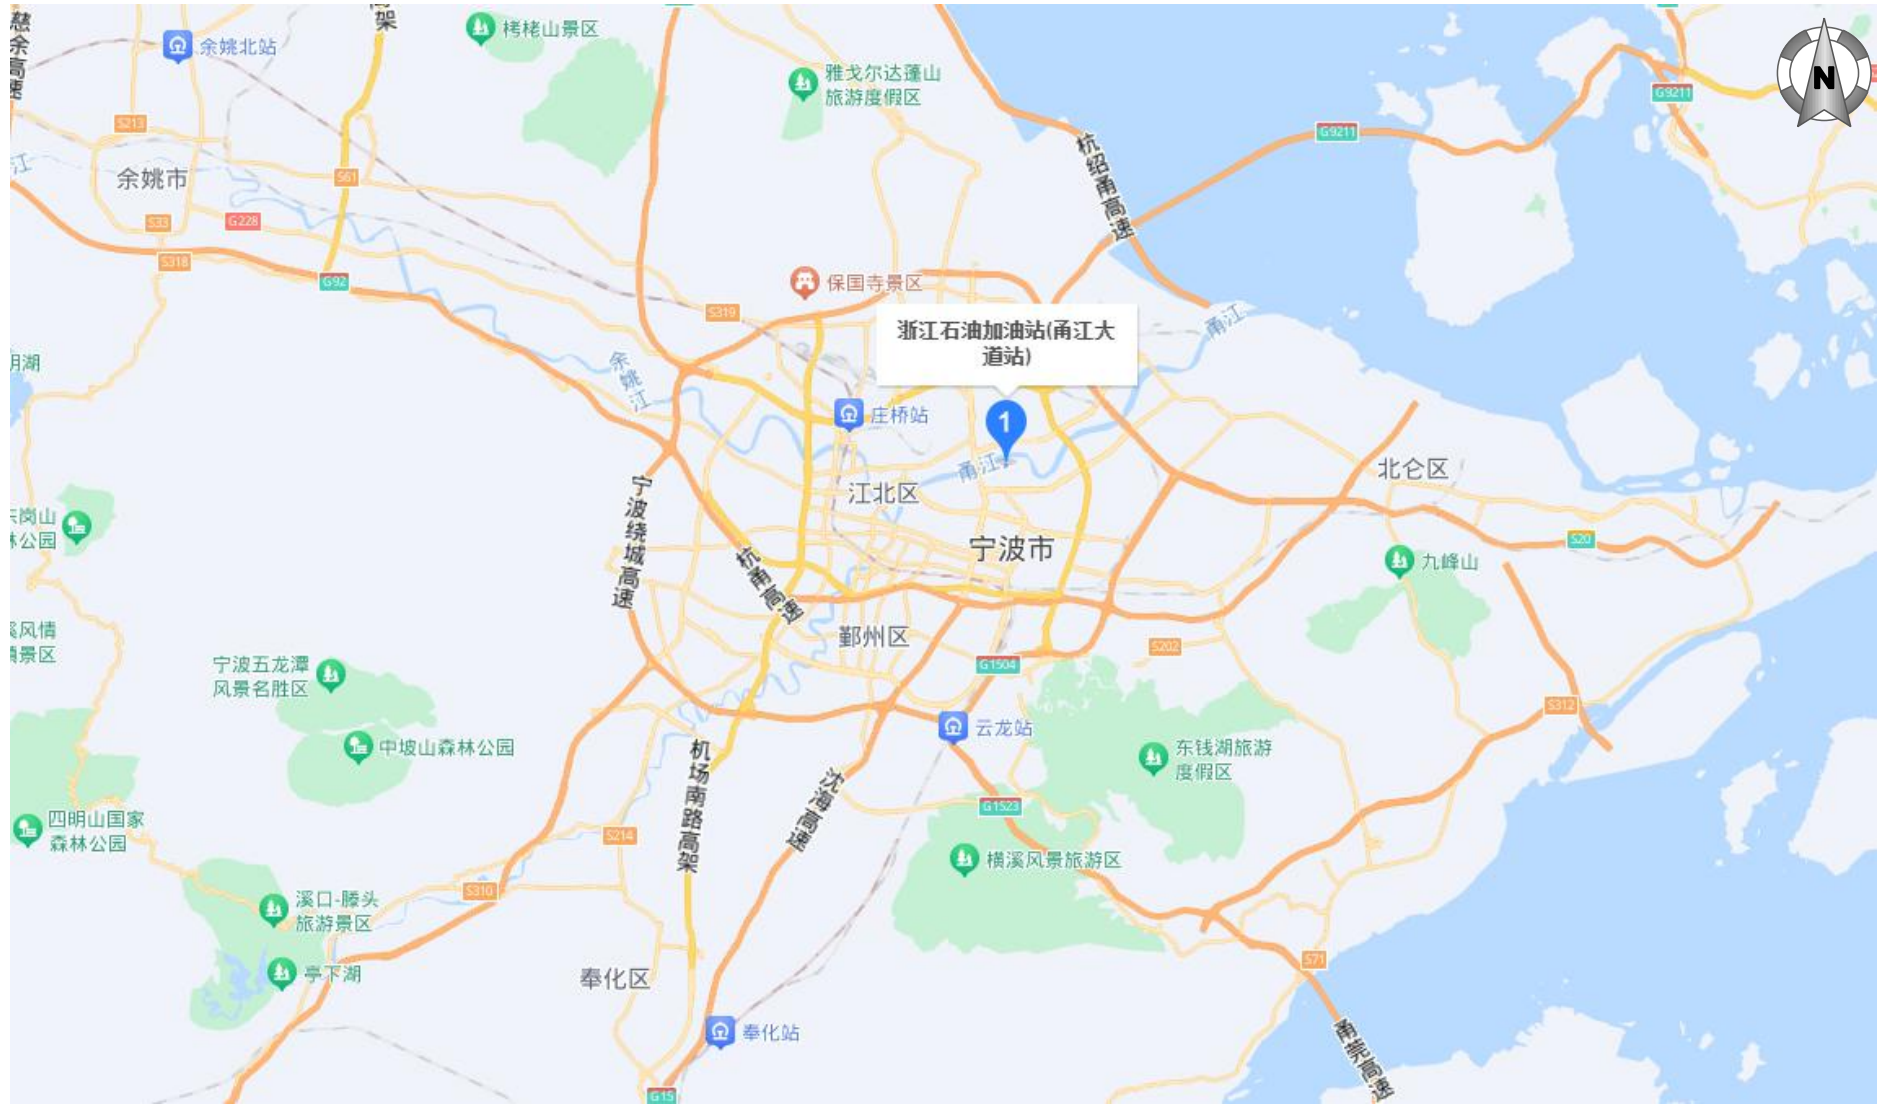 慈余高速
高架
余姚北站
栲栳山景区
雅戈尔达蓬山
旅游度假区
G9211
N
S213
G9211
杭绍甬高速
江
余姚市
S61
S33
G228
S318
G92
保国寺景区
S319
浙江石油加油站(甬江大
道站)
甬江
余姚江
庄桥站
1
甬江
北仑区
江北区
宁波绕城高速
宁波市
杭甬高速
S20
九峰山
鄞州区
G1504
S202
宁波五龙潭
风景名胜区
S312
云龙站
中坡山森林公园
东钱湖旅游
度假区
机场南路高架
沈海高速
G1523
四明山国家
森林公园
S214
横溪风景旅游区
S310
溪口-滕头
旅游景区
亭下湖
奉化区
S71
奉化站
甬莞高速
G15